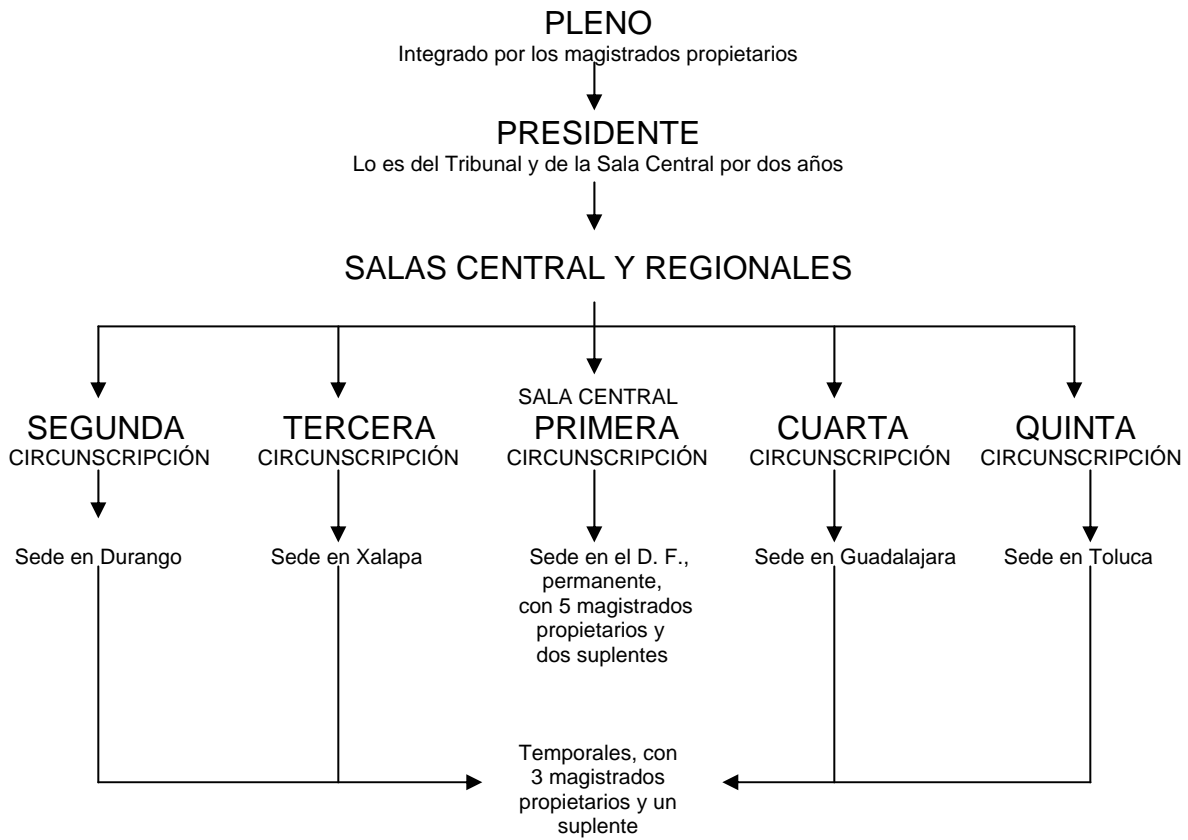 PLENO
Integrado por los magistrados propietarios
PRESIDENTE
Lo es del Tribunal y de la Sala Central por dos años
SALAS CENTRAL Y REGIONALES
SEGUNDA
CIRCUNSCRIPCIÓN
Sede en Durango
TERCERA
CIRCUNSCRIPCIÓN
Sede en Xalapa
SALA CENTRAL
PRIMERA
CIRCUNSCRIPCIÓN
Sede en el D. F.,
permanente,
con 5 magistrados
propietarios y
dos suplentes
CUARTA
CIRCUNSCRIPCIÓN
Sede en Guadalajara
QUINTA
CIRCUNSCRIPCIÓN
Sede en Toluca
Temporales, con
3 magistrados
propietarios y un
suplente